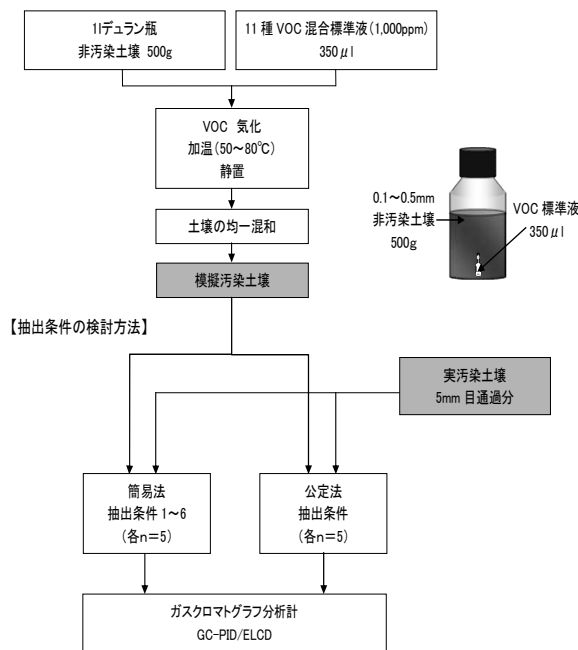 1lデュラン瓶
非汚染土壌 500g
11 種 VOC 混合標準液（1,000ppm）
350μl
VOC 気化
加温（50～80℃）
静置
土壌の均一混和
模擬汚染土壌
0.1～0.5mm
非汚染土壌
500g
VOC 標準液
350μl
【抽出条件の検討方法】
実汚染土壌
5mm 目通過分
簡易法
抽出条件 1～6
（各n＝5）
公定法
抽出条件
（各n＝5）
ガスクロマトグラフ分析計
GC-PID/ELCD